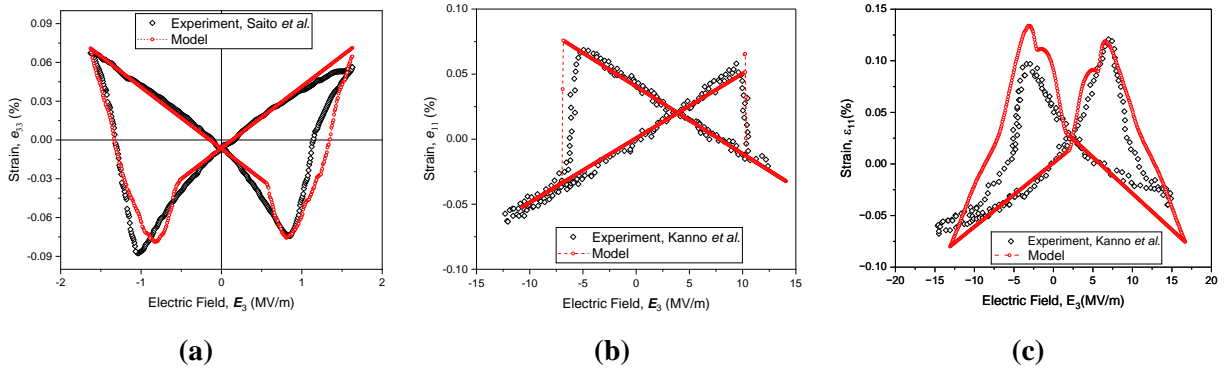 0.09
0.06
0.03
0.00
-0.03
-0.06
-0.09
Strain, e33 (%)
Experiment, Saito et al.
Model
-2
-1
0
1
2
Electric Field, E3 (MV/m)
(a)
0.10
0.05
0.00
-0.05
-0.10
Strain, e11 (%)
Experiment, Kanno et al.
Model
-15
-10
-5
0
5
10
15
Electric Field, E3 (MV/m)
(b)
0.15
0.10
0.05
0.00
−0.05
−0.10
Strain, ε11(%)
Experiment, Kanno et al.
Model
−20
−15
−10
−5
0
5
10
15
20
Electric Field, E3(MV/m)
(c)